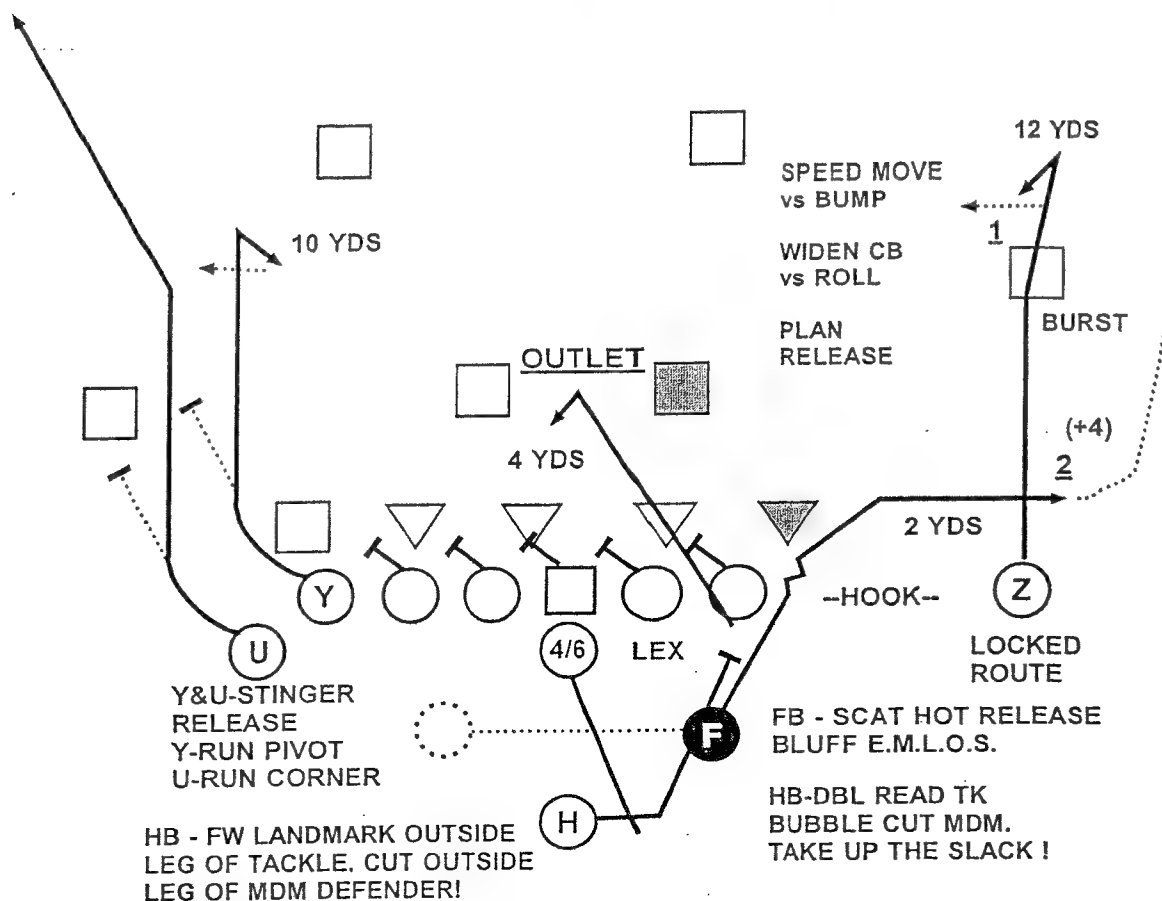 12 YDS
SPEED MOVE
vs BUMP
1
10 YDS
WIDEN CB
vs ROLL
BURST
PLAN
RELEASE
OUTLET
(+4)
2
4 YDS
2 YDS
Y
--HOOK--
Z
U
4/6
LEX
LOCKED
ROUTE
Y&U-STINGER
RELEASE
Y-RUN PIVOT
U-RUN CORNER
F
FB - SCAT HOT RELEASE
BLUFF E.M.L.O.S.
H
HB-DBL READ TK
BUBBLE CUT MDM.
TAKE UP THE SLACK !
HB - FW LANDMARK OUTSIDE
LEG OF TACKLE. CUT OUTSIDE
LEG OF MDM DEFENDER!